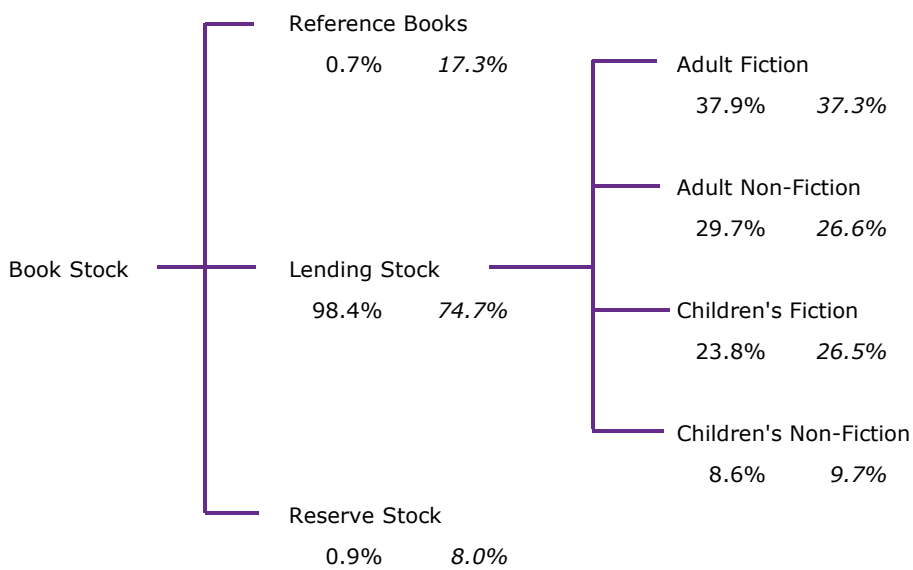 Reference Books
0.7% 17.3%
Adult Fiction
37.9% 37.3%
Adult Non-Fiction
29.7% 26.6%
Book Stock
Lending Stock
98.4% 74.7%
Children's Fiction
23.8% 26.5%
Children's Non-Fiction
8.6% 9.7%
Reserve Stock
0.9% 8.0%